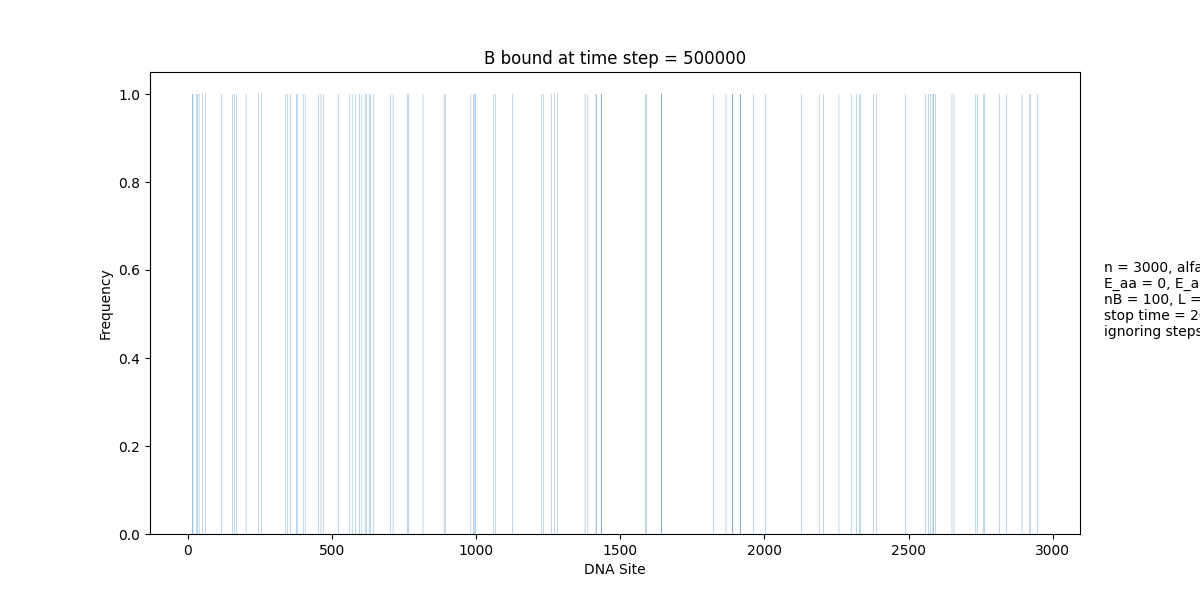 B bound at time step = 500000
1.0
0.8
0.6
0.4
0.2
0.0
Frequency
0 500 1000 1500 2000 2500 3000
DNA Site
n = 3000, alfa
E_aa = 0, E_a
nB = 100, L =
stop time = 2
ignoring steps